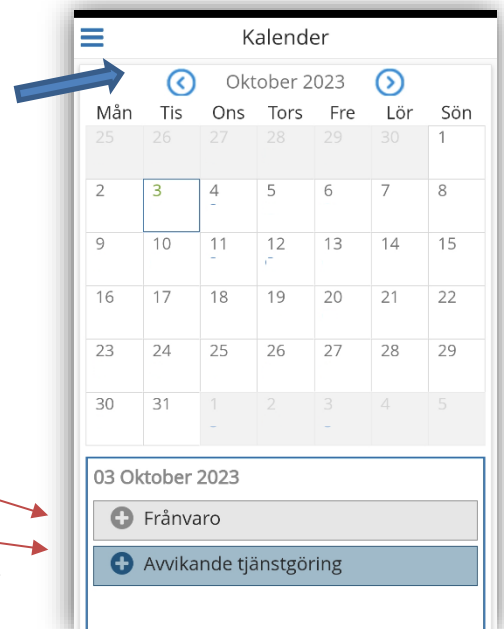 Kalender
Oktober 2023
Mån Tis Ons Tors Fre Lör Sön
25 26 27 28 29 30 1
2 3 4 5 6 7 8
9 10 11 12 13 14 15
16 17 18 19 20 21 22
23 24 25 26 27 28 29
30 31 1 2 3 4 5
03 Oktober 2023
Frånvaro
Avvikande tjänstgöring